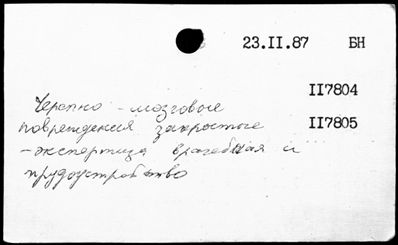 23.II.87 БН
II7804
II7805
Черепно-мозговые
повреждения закрытые
- экспертиза врачебная и
трудоустройство